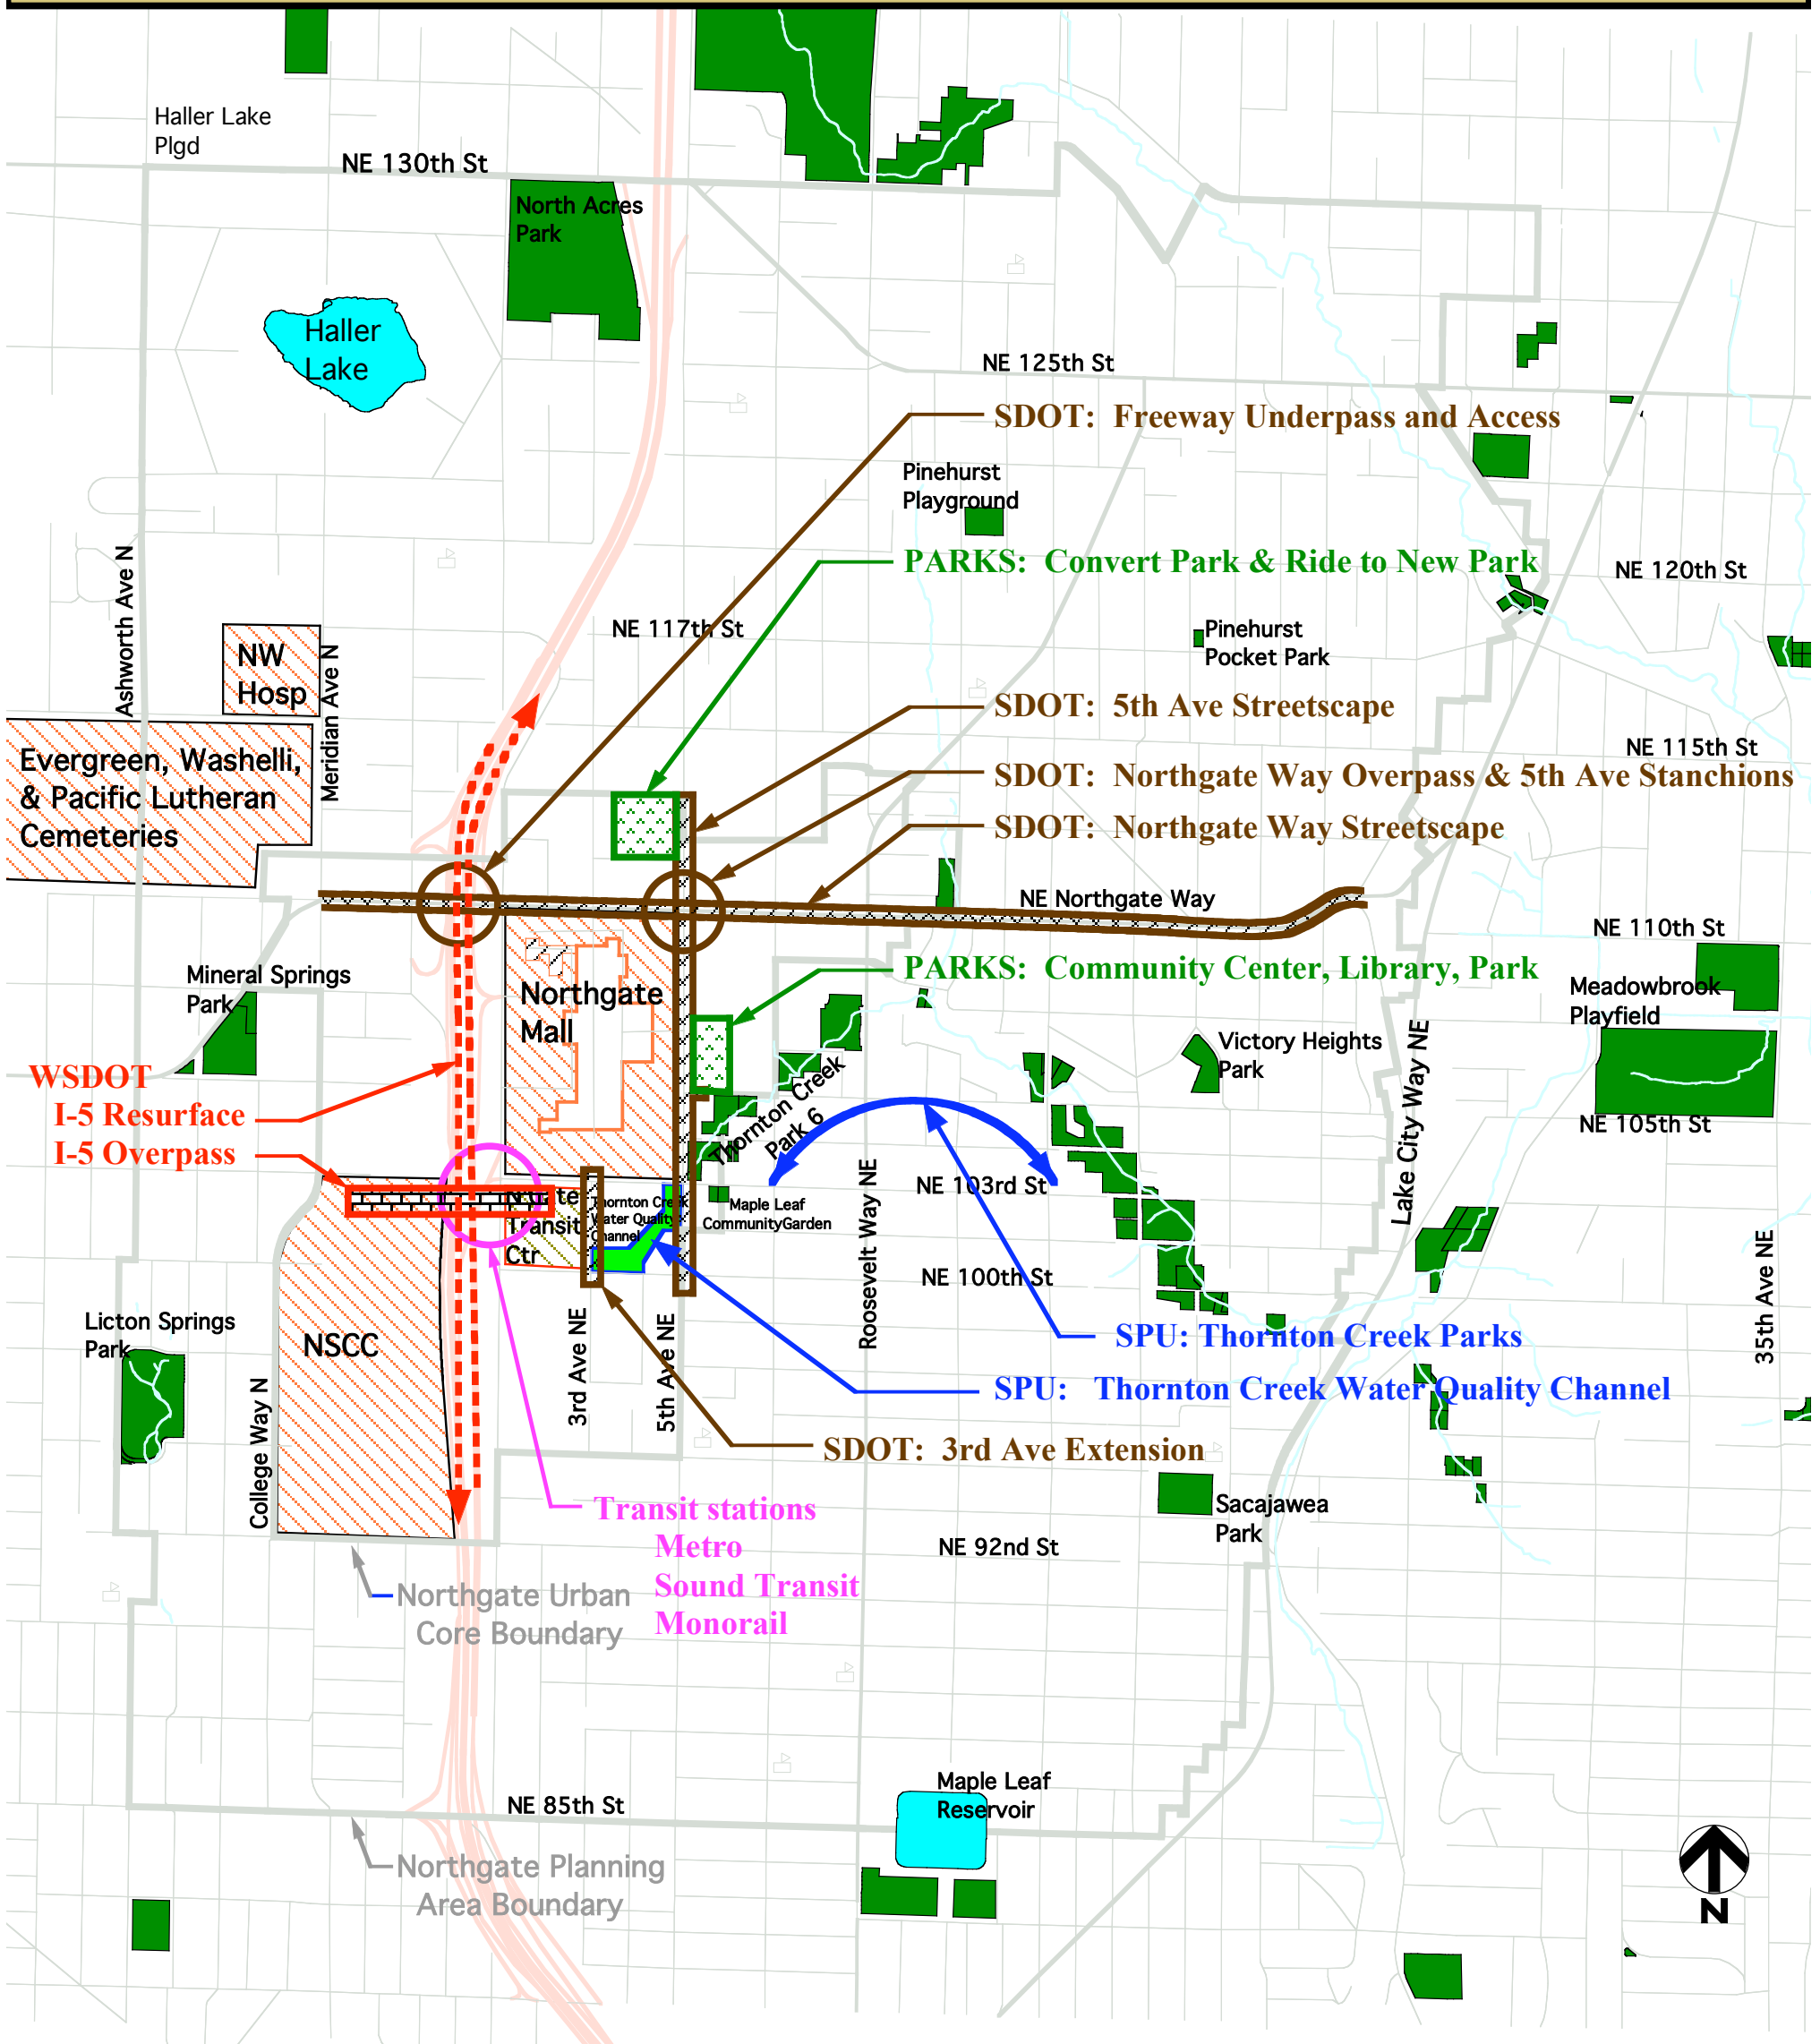 Haller Lake
Plgd
NE 130th St
North Acres
Park
Haller
Lake
NE 125th St
SDOT:  Freeway Underpass and Access
Pinehurst
Playground
PARKS:  Convert Park & Ride to New Park
NE 120th St
Ashworth Ave N
NE 117th St
Pinehurst
Pocket Park
NW
Hosp
Meridian Ave N
SDOT:  5th Ave Streetscape
NE 115th St
Evergreen, Washelli,
& Pacific Lutheran
Cemeteries
SDOT:  Northgate Way Overpass & 5th Ave Stanchions
SDOT:  Northgate Way Streetscape
NE Northgate Way
NE 110th St
Mineral Springs
Park
Northgate
Mall
PARKS:  Community Center, Library, Park
Meadowbrook
Playfield
Victory Heights
Park
WSDOT
I-5 Resurface
I-5 Overpass
Thornton Creek
Park 6
NE 105th St
Lake City Way NE
NE 103rd St
N'Gate
Transit
Ctr
Thornton Creek
Water Quality
Channel
Maple Leaf
CommunityGarden
Roosevelt Way NE
NE 100th St
35th Ave NE
Licton Springs
Park
NSCC
3rd Ave NE
5th Ave NE
SPU: Thornton Creek Parks
SPU:   Thornton Creek Water Quality Channel
College Way N
SDOT:  3rd Ave Extension
Transit stations
Metro
Sound Transit
Monorail
Sacajawea
Park
NE 92nd St
Northgate Urban
Core Boundary
Maple Leaf
Reservoir
NE 85th St
Northgate Planning
Area Boundary
N